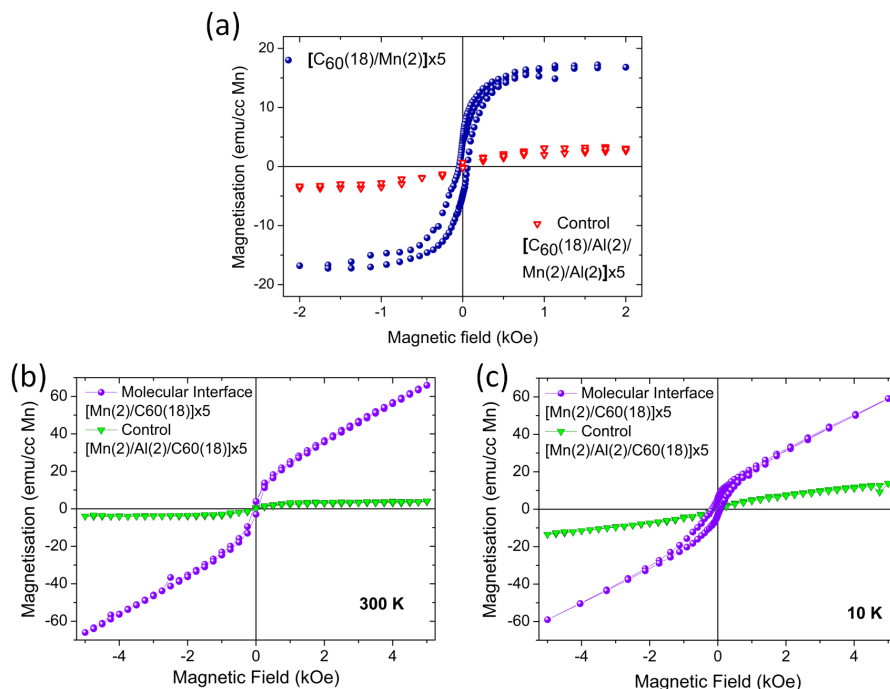 (a)
20
10
0
-10
-20
Magnetisation (emu/cc Mn)
[C60(18)/Mn(2)]x5
Control
[C60(18)/Al(2)/
Mn(2)/Al(2)]x5
-2
-1
0
1
2
Magnetic field (kOe)
(b)
60
40
20
0
-20
-40
-60
Magnetisation (emu/cc Mn)
Molecular Interface
[Mn(2)/C60(18)]x5
Control
[Mn(2)/Al(2)/C60(18)]x5
300 K
-4
-2
0
2
4
Magnetic Field (kOe)
(c)
60
40
20
0
-20
-40
-60
Magnetisation (emu/cc Mn)
Molecular Interface
[Mn(2)/C60(18)]x5
Control
[Mn(2)/Al(2)/C60(18)]x5
10 K
-4
-2
0
2
4
Magnetic Field (kOe)